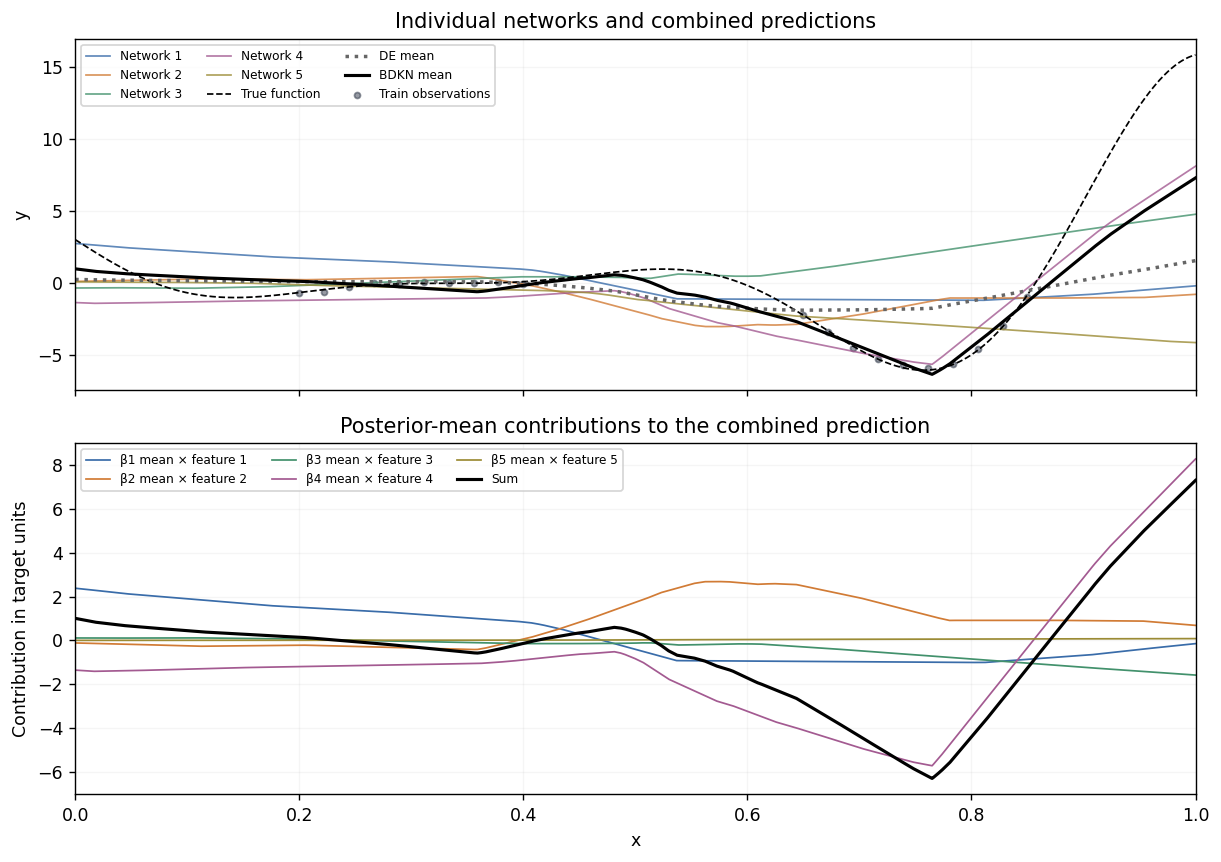 Individual networks and combined predictions
Network 1
Network 2
Network 3
Network 4
Network 5
True function
DE mean
BDKN mean
Train observations
15
10
5
0
−5
y
Posterior-mean contributions to the combined prediction
β1 mean × feature 1
β2 mean × feature 2
β3 mean × feature 3
β4 mean × feature 4
β5 mean × feature 5
Sum
8
6
4
2
0
−2
−4
−6
Contribution in target units
0.0
0.2
0.4
0.6
0.8
1.0
x